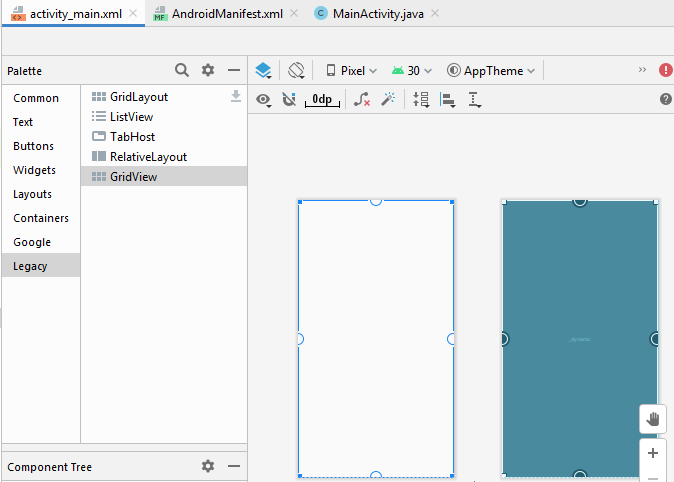 activity_main.xml AndroidManifest.xml MainActivity.java
Palette
Pixel 30 AppTheme
Common
Text
Buttons
Widgets
Layouts
Containers
Google
Legacy
GridLayout
ListView
TabHost
RelativeLayout
GridView
0dp
Component Tree